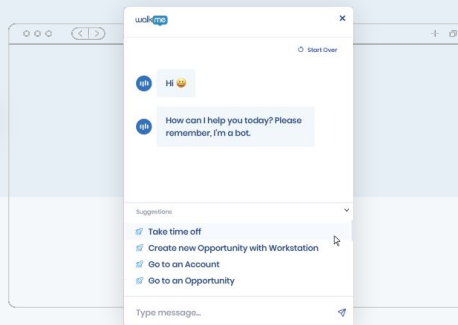 walkme
Start Over
Hi 😀
How can I help you today? Please
remember, I'm a bot.
Suggestions
Take time off
Create new Opportunity with Workstation
Go to an Account
Go to an Opportunity
Type message...